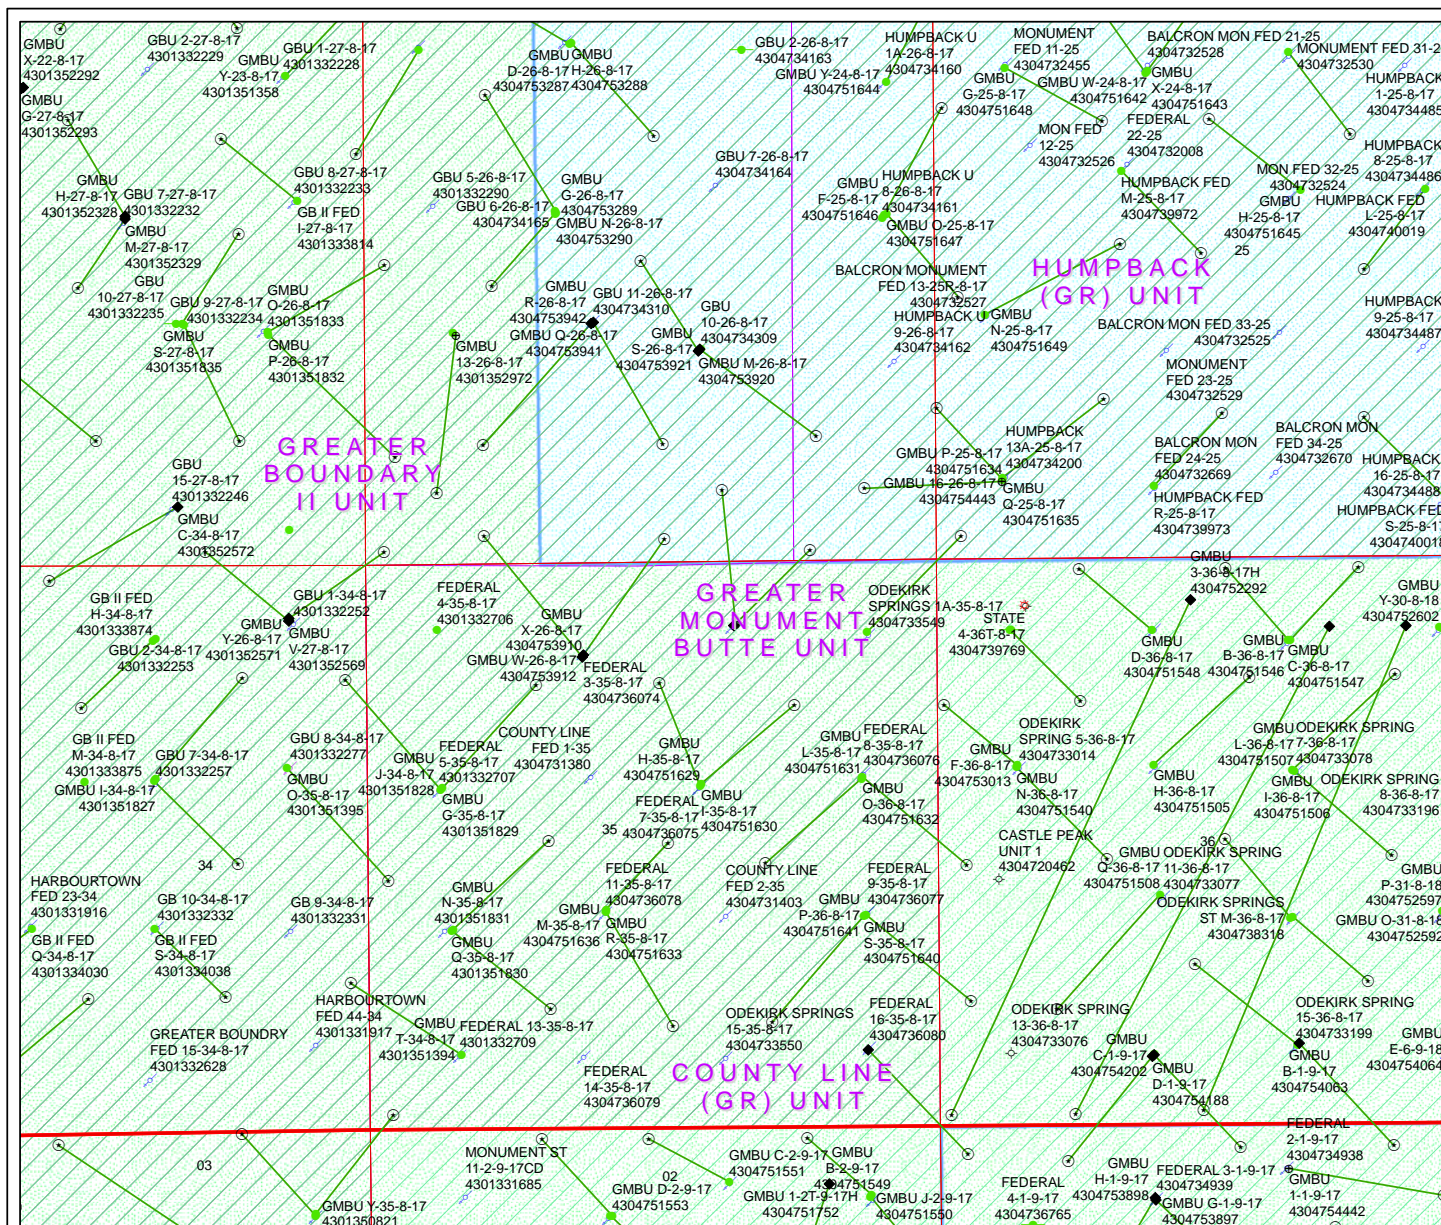 GMBU
X-22-8-17
4301352292
GBU 2-27-8-17
4301332229
GMBU
Y-23-8-17
4301351358
GBU 1-27-8-17
4301332228
GMBU
D-26-8-17
4304753287
GMBU
H-26-8-17
4304753288
GBU 2-26-8-17
4304734163
GMBU Y-24-8-17
4304751644
HUMPBACK U
1A-26-8-17
4304734160
MONUMENT
FED 11-25
4304732455
GMBU
G-25-8-17
4304751648
GMBU W-24-8-17
4304751642
BALCRON MON FED 21-25
4304732528
GMBU
X-24-8-17
4304751643
MONUMENT FED 31-2
4304732530
HUMPBACK
1-25-8-17
4304734485
GMBU
G-27-8-17
4301352293
GMBU
H-27-8-17
4301352328
GBU 7-27-8-17
4301332232
GMBU
M-27-8-17
4301352329
GBU 8-27-8-17
4301332233
GB II FED
I-27-8-17
4301333814
GBU 5-26-8-17
4301332290
GBU 6-26-8-17
4304734165
GMBU
G-26-8-17
4304753289
GMBU N-26-8-17
4304753290
GBU 7-26-8-17
4304734164
GMBU
F-25-8-17
4304751646
HUMPBACK U
8-26-8-17
4304734161
GMBU O-25-8-17
4304751647
MON FED
12-25
4304732526
FEDERAL
22-25
4304732008
HUMPBACK FED
M-25-8-17
4304739972
MON FED 32-25
4304732524
GMBU
H-25-8-17
4304751645
25
HUMPBACK
8-25-8-17
4304734486
HUMPBACK FED
L-25-8-17
4304740019
GBU
10-27-8-17
4301332235
GBU 9-27-8-17
4301332234
GMBU
S-27-8-17
4301351835
GMBU
O-26-8-17
4301351833
GMBU
P-26-8-17
4301351832
GMBU
13-26-8-17
4301352972
GMBU
R-26-8-17
4304753942
GMBU Q-26-8-17
4304753941
GBU 11-26-8-17
4304734310
GMBU
S-26-8-17
4304753921
GBU
10-26-8-17
4304734309
GMBU M-26-8-17
4304753920
BALCRON MONUMENT
FED 13-25R-8-17
4304732527
HUMPBACK U
9-26-8-17
4304734162
HUMPBACK
(GR) UNIT
GMBU
N-25-8-17
4304751649
BALCRON MON FED 33-25
4304732525
MONUMENT
FED 23-25
4304732529
HUMPBACK
9-25-8-17
4304734487
GREATER
BOUNDARY
II UNIT
GBU
15-27-8-17
4301332246
GMBU
C-34-8-17
4301352572
GMBU P-25-8-17
4304751634
GMBU 16-26-8-17
4304754443
HUMPBACK
13A-25-8-17
4304734200
GMBU
Q-25-8-17
4304751635
BALCRON MON
FED 24-25
4304732669
HUMPBACK FED
R-25-8-17
4304739973
BALCRON MON
FED 34-25
4304732670
HUMPBACK
16-25-8-17
4304734488
HUMPBACK FED
S-25-8-17
4304740018
GB II FED
H-34-8-17
4301333874
GBU 2-34-8-17
4301332253
GMBU
Y-26-8-17
4301352571
GBU 1-34-8-17
4301332252
GMBU
V-27-8-17
4301352569
FEDERAL
4-35-8-17
4301332706
GMBU
X-26-8-17
4304753910
GMBU W-26-8-17
4304753912
FEDERAL
3-35-8-17
4304736074
GREATER
MONUMENT
BUTTE UNIT
ODEKIRK
SPRINGS 1A-35-8-17
4304733549
STATE
4-36T-8-17
4304739769
GMBU
3-36-8-17H
4304752292
GMBU
D-36-8-17
4304751548
GMBU
B-36-8-17
4304751546
GMBU
C-36-8-17
4304751547
GMBU
Y-30-8-18
4304752602
GB II FED
M-34-8-17
4301333875
GMBU I-34-8-17
4301351827
GBU 7-34-8-17
4301332257
GBU 8-34-8-17
4301332277
GMBU
O-35-8-17
4301351395
GMBU
J-34-8-17
4301351828
FEDERAL
5-35-8-17
4301332707
GMBU
G-35-8-17
4301351829
COUNTY LINE
FED 1-35
4304731380
GMBU
H-35-8-17
4304751629
FEDERAL
7-35-8-17
4304736075
GMBU
I-35-8-17
4304751630
35
GMBU
L-35-8-17
4304751631
FEDERAL
8-35-8-17
4304736076
GMBU
O-36-8-17
4304751632
GMBU
F-36-8-17
4304753013
ODEKIRK
SPRING 5-36-8-17
4304733014
GMBU
N-36-8-17
4304751540
GMBU
H-36-8-17
4304751505
GMBU
L-36-8-17
4304751507
ODEKIRK SPRING
7-36-8-17
4304733078
GMBU
I-36-8-17
4304751506
ODEKIRK SPRING
8-36-8-17
4304733196
34
HARBOURTOWN
FED 23-34
4301331916
GB II FED
Q-34-8-17
4301334030
GB 10-34-8-17
4301332332
GB II FED
S-34-8-17
4301334038
GB 9-34-8-17
4301332331
GMBU
N-35-8-17
4301351831
GMBU
Q-35-8-17
4301351830
FEDERAL
11-35-8-17
4304736078
GMBU
M-35-8-17
4304751636
GMBU
R-35-8-17
4304751633
COUNTY LINE
FED 2-35
4304731403
FEDERAL
9-35-8-17
4304736077
GMBU
P-36-8-17
4304751641
GMBU
S-35-8-17
4304751640
CASTLE PEAK
UNIT 1
4304720462
GMBU
Q-36-8-17
4304751508
36
ODEKIRK SPRING
11-36-8-17
4304733077
ODEKIRK SPRINGS
ST M-36-8-17
4304738318
GMBU
P-31-8-18
4304752597
GMBU O-31-8-18
4304752592
HARBOURTOWN
FED 44-34
4301331917
GREATER BOUNDRY
FED 15-34-8-17
4301332628
GMBU
T-34-8-17
4301351394
FEDERAL 13-35-8-17
4301332709
FEDERAL
14-35-8-17
4304736079
ODEKIRK SPRINGS
15-35-8-17
4304733550
FEDERAL
16-35-8-17
4304736080
COUNTY LINE
(GR) UNIT
ODEKIRK SPRING
13-36-8-17
4304733076
GMBU
C-1-9-17
4304754202
GMBU
D-1-9-17
4304754188
ODEKIRK SPRING
15-36-8-17
4304733199
GMBU
B-1-9-17
4304754063
GMBU
E-6-9-18
4304754064
03
GMBU Y-35-8-17
4301350821
MONUMENT ST
11-2-9-17CD
4301331685
02
GMBU D-2-9-17
4304751553
GMBU C-2-9-17
4304751551
GMBU
B-2-9-17
4304751549
GMBU 1-2T-9-17H
4304751752
GMBU J-2-9-17
4304751550
FEDERAL
4-1-9-17
4304736765
GMBU
H-1-9-17
4304753898
FEDERAL 3-1-9-17
4304734939
GMBU G-1-9-17
4304753897
FEDERAL
2-1-9-17
4304734938
GMBU
1-1-9-17
4304754442